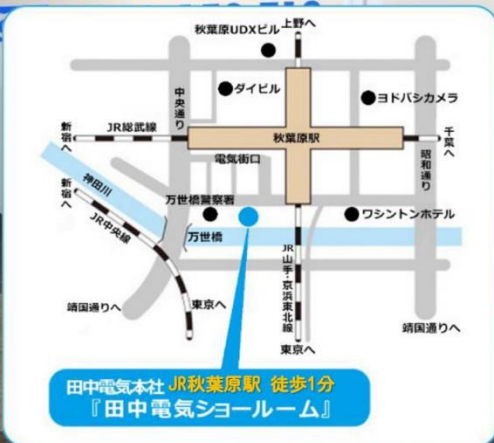 秋葉原UDXビル
上野へ
ダイビル
ヨドバシカメラ
中央通り
新宿へ
JR総武線
秋葉原駅
千葉へ
電気街口
昭和通り
神田川
新宿へ
JR中央線
万世橋警察署
ワシントンホテル
万世橋
JR山手・京浜東北線
靖国通りへ
東京へ
靖国通りへ
東京へ
田中電気本社 JR秋葉原駅 徒歩1分
『田中電気ショールーム』